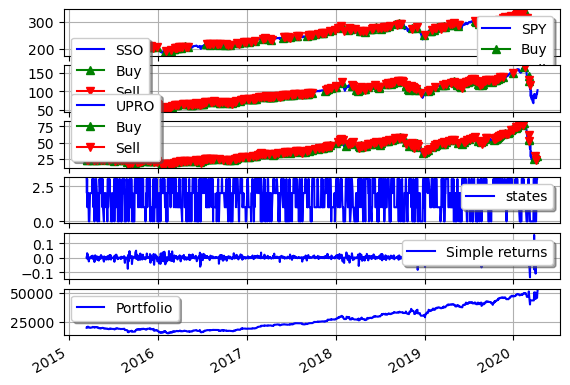 300
200
SPY
Buy
SSO
Buy
Sell
150
100
50
UPRO
Buy
Sell
75
50
25
2.5
0.0
states
0.1
0.0
−0.1
Simple returns
50000
25000
Portfolio
2015
2016
2017
2018
2019
2020